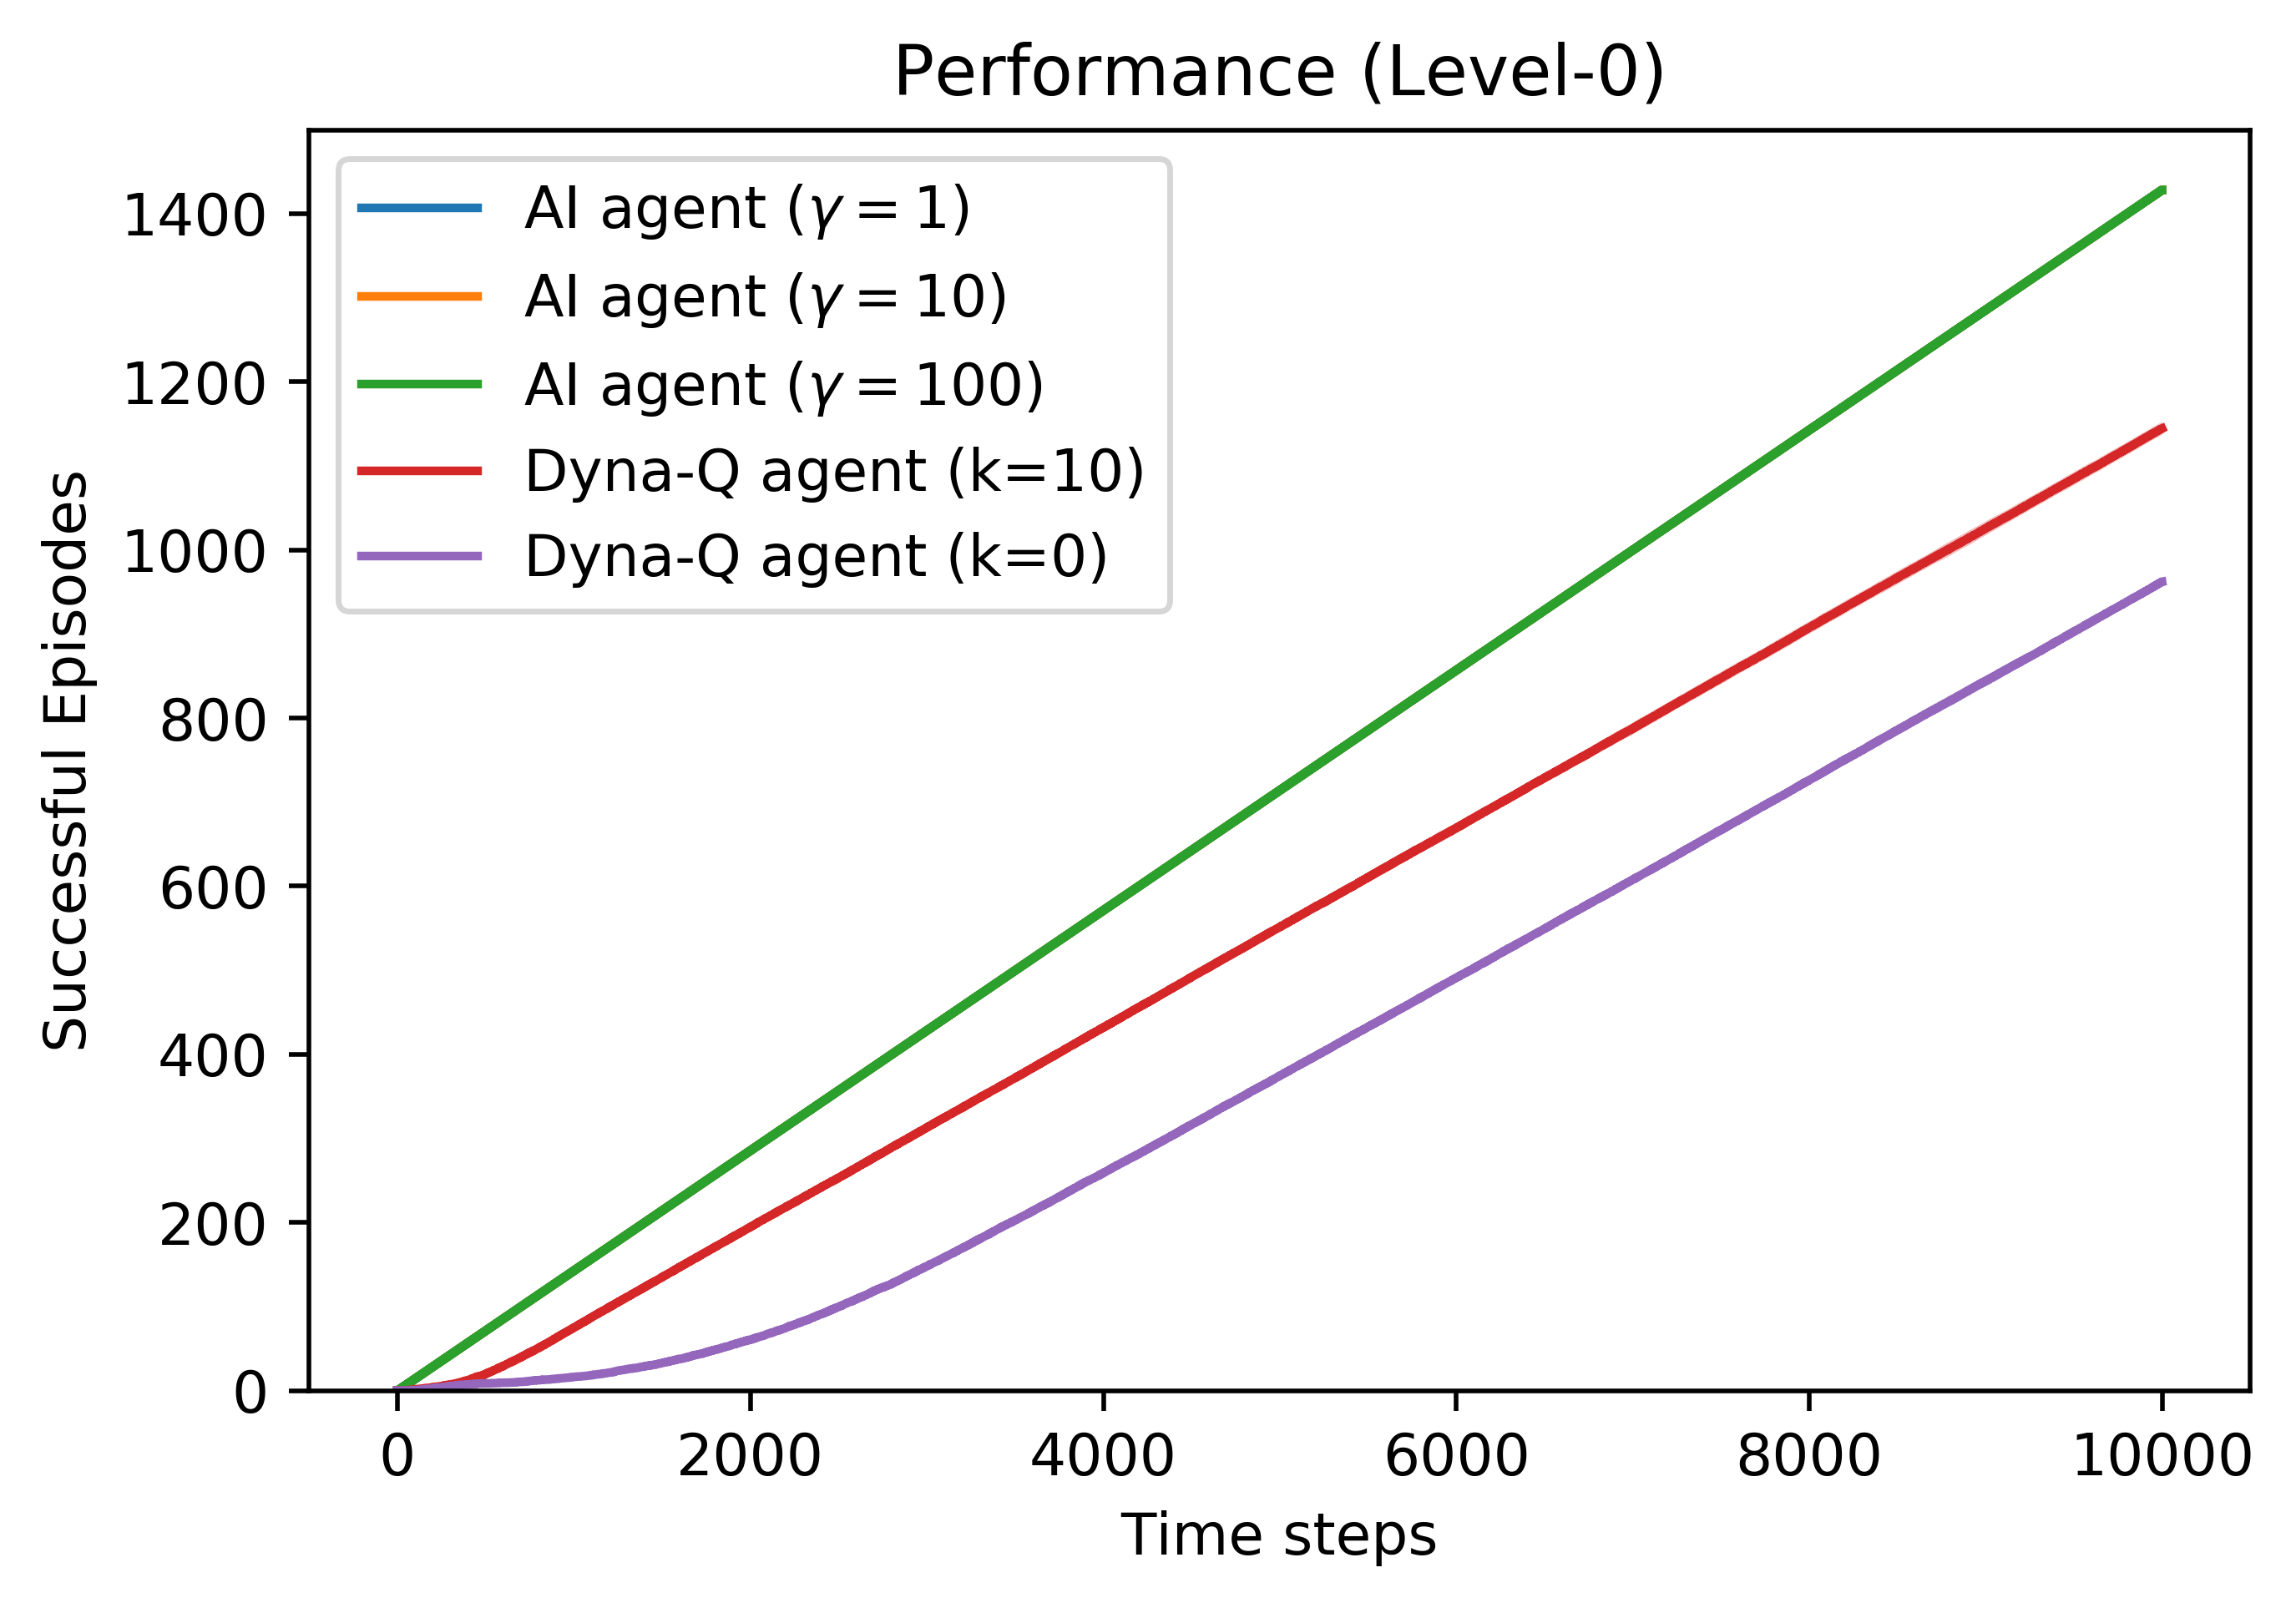 Performance (Level-0)
AI agent (γ = 1)
AI agent (γ = 10)
AI agent (γ = 100)
Dyna-Q agent (k=10)
Dyna-Q agent (k=0)
Successful Episodes
1400
1200
1000
800
600
400
200
0
0 2000 4000 6000 8000 10000
Time steps